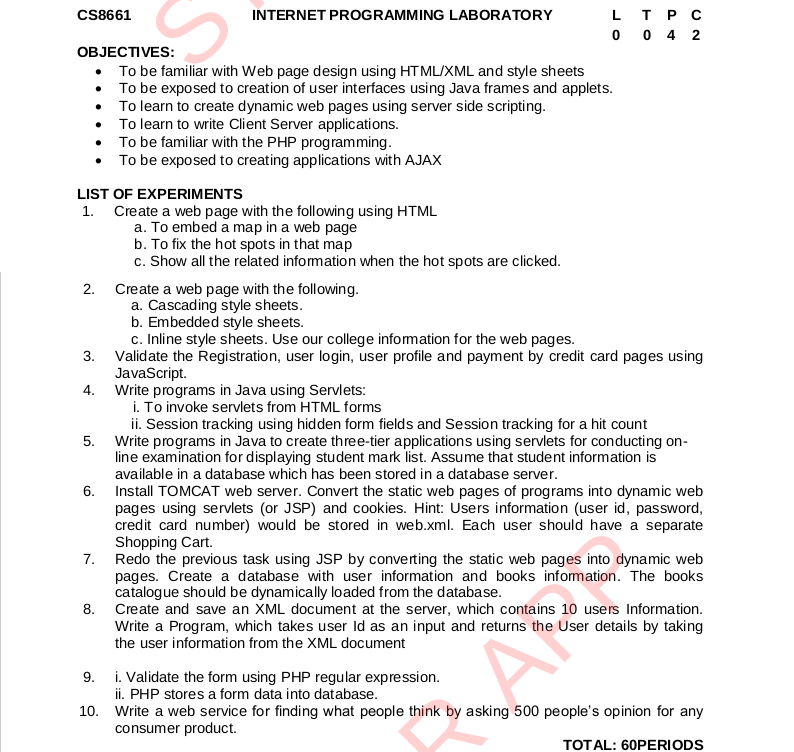 CS8661 INTERNET PROGRAMMING LABORATORY L T P C
0 0 4 2
OBJECTIVES:
• To be familiar with Web page design using HTML/XML and style sheets
• To be exposed to creation of user interfaces using Java frames and applets.
• To learn to create dynamic web pages using server side scripting.
• To learn to write Client Server applications.
• To be familiar with the PHP programming.
• To be exposed to creating applications with AJAX
LIST OF EXPERIMENTS
1. Create a web page with the following using HTML
a. To embed a map in a web page
b. To fix the hot spots in that map
c. Show all the related information when the hot spots are clicked.
2. Create a web page with the following.
a. Cascading style sheets.
b. Embedded style sheets.
c. Inline style sheets. Use our college information for the web pages.
3. Validate the Registration, user login, user profile and payment by credit card pages using
JavaScript.
4. Write programs in Java using Servlets:
i. To invoke servlets from HTML forms
ii. Session tracking using hidden form fields and Session tracking for a hit count
5. Write programs in Java to create three-tier applications using servlets for conducting on-
line examination for displaying student mark list. Assume that student information is
available in a database which has been stored in a database server.
6. Install TOMCAT web server. Convert the static web pages of programs into dynamic web
pages using servlets (or JSP) and cookies. Hint: Users information (user id, password,
credit card number) would be stored in web.xml. Each user should have a separate
Shopping Cart.
7. Redo the previous task using JSP by converting the static web pages into dynamic web
pages. Create a database with user information and books information. The books
catalogue should be dynamically loaded from the database.
8. Create and save an XML document at the server, which contains 10 users Information.
Write a Program, which takes user Id as an input and returns the User details by taking
the user information from the XML document
9. i. Validate the form using PHP regular expression.
ii. PHP stores a form data into database.
10. Write a web service for finding what people think by asking 500 people's opinion for any
consumer product.
TOTAL: 60PERIODS
S
R APP